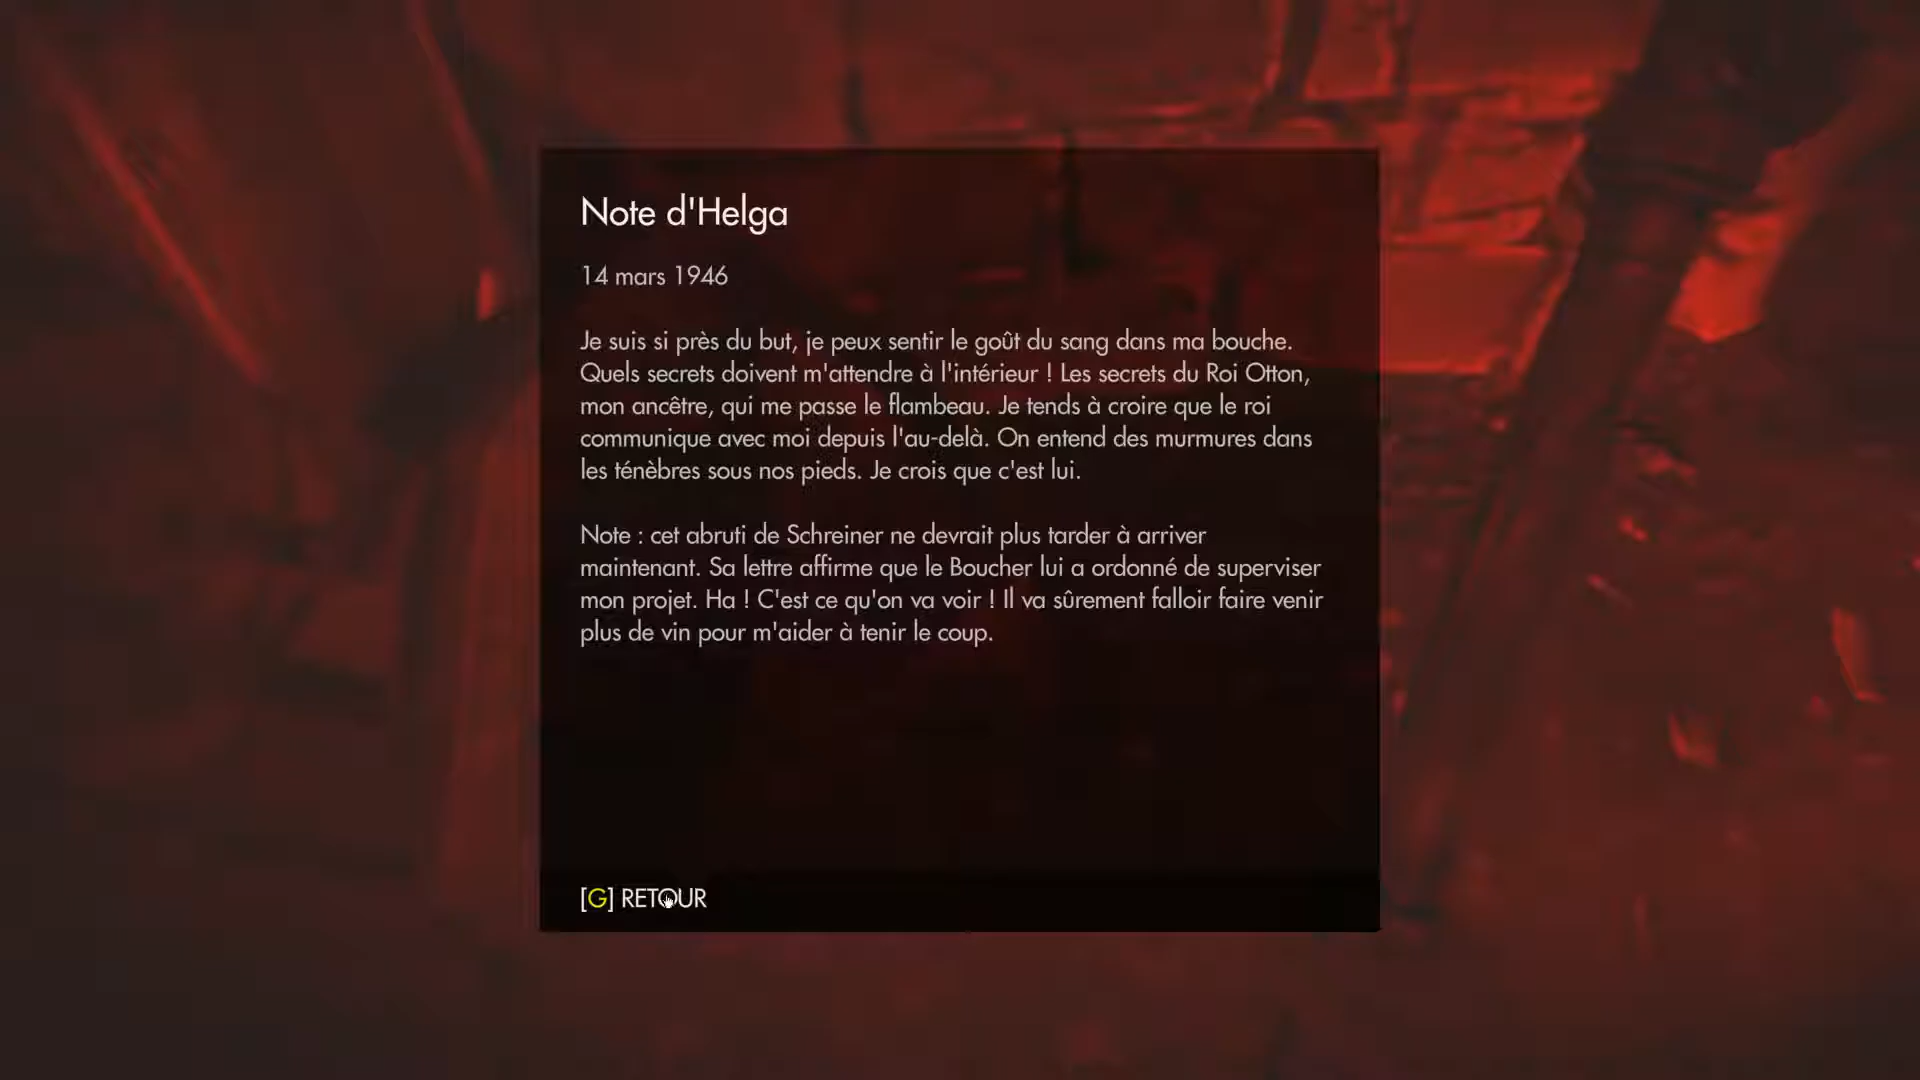 Note d'Helga
14 mars 1946
Je suis si près du but, je peux sentir le goût du sang dans ma bouche.
Quels secrets doivent m'attendre à l'intérieur ! Les secrets du Roi Otton,
mon ancêtre, qui me passe le flambeau. Je tends à croire que le roi
communique avec moi depuis l'au-delà. On entend des murmures dans
les ténèbres sous nos pieds. Je crois que c'est lui.
Note : cet abruti de Schreiner ne devrait plus tarder à arriver
maintenant. Sa lettre affirme que le Boucher lui a ordonné de superviser
mon projet. Ha ! C'est ce qu'on va voir ! Il va sûrement falloir faire venir
plus de vin pour m'aider à tenir le coup.
[G] RETOUR